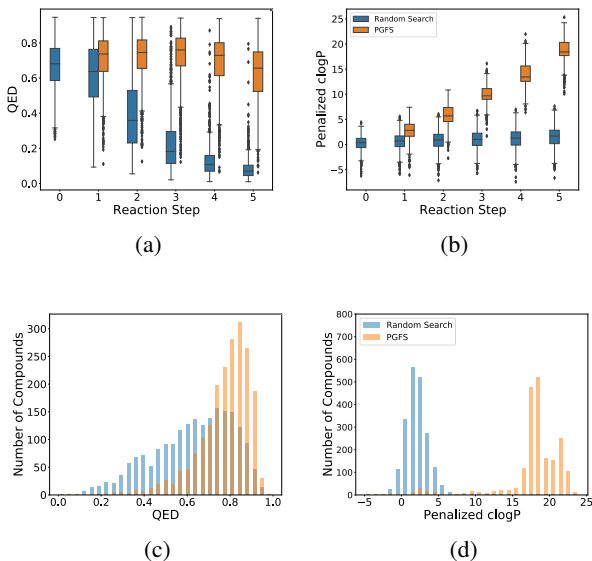 QED
0.8
0.6
0.4
0.2
0.0
0 1 2 3 4 5
Reaction Step
(a)
Random Search
PGFS
Penalized clogP
25
20
15
10
5
0
−5
0 1 2 3 4 5
Reaction Step
(b)
Number of Compounds
300
250
200
150
100
50
0
0.0 0.2 0.4 0.6 0.8 1.0
QED
(c)
Random Search
PGFS
Number of Compounds
800
700
600
500
400
300
200
100
0
−5 0 5 10 15 20 25
Penalized clogP
(d)